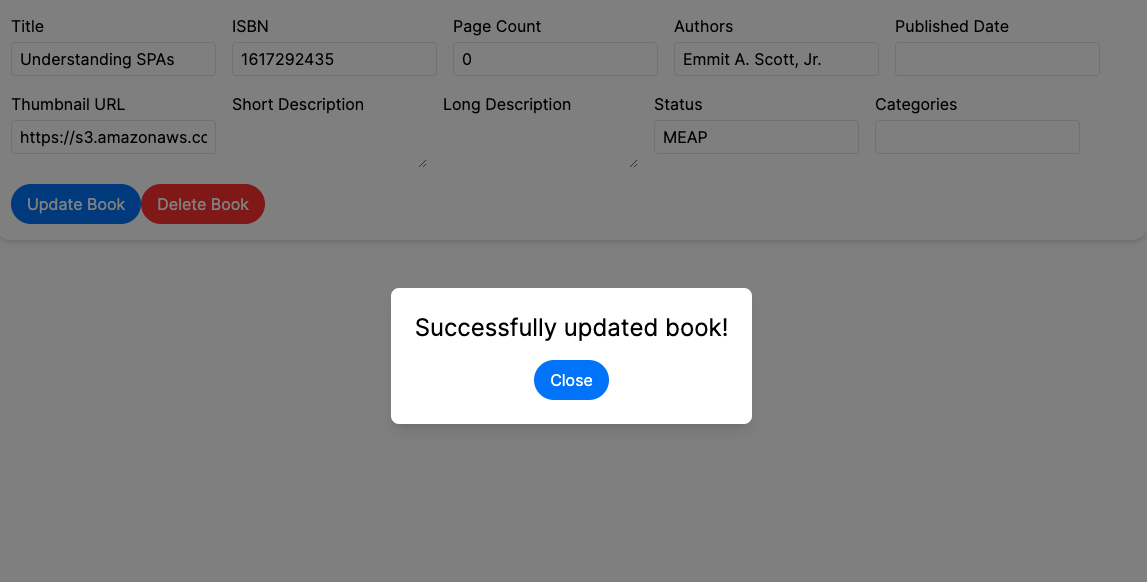 Title ISBN Page Count Authors Published Date
Understanding SPAs 1617292435 0 Emmit A. Scott, Jr.
Thumbnail URL Short Description Long Description Status Categories
https://s3.amazonaws.cc MEAP
Update Book Delete Book
Successfully updated book!
Close